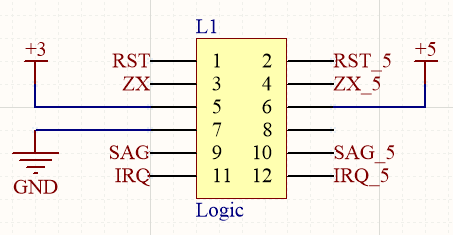 L1
+3 +5
RST 1 2 RST_5
ZX 3 4 ZX_5
5 6
7 8
SAG 9 10 SAG_5
IRQ 11 12 IRQ_5
GND
Logic